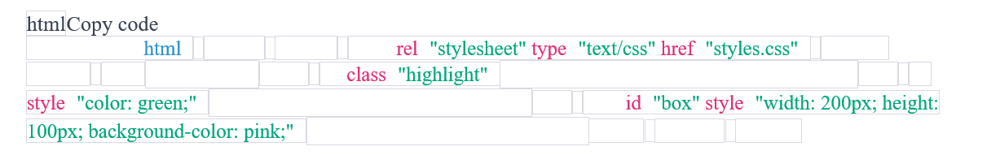 htmlCopy code
html rel "stylesheet" type "text/css" href "styles.css"
class "highlight"
style "color: green;" id "box" style "width: 200px; height:
100px; background-color: pink;"